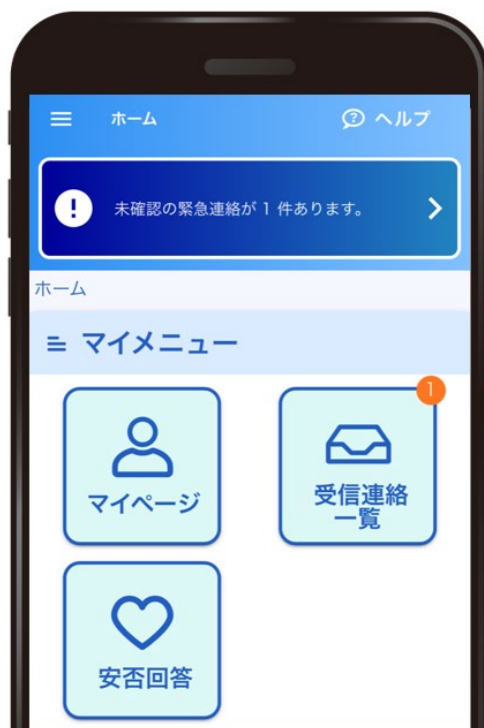 ホーム
ヘルプ
未確認の緊急連絡が 1 件あります。
ホーム
マイメニュー
1
マイページ
受信連絡
一覧
安否回答